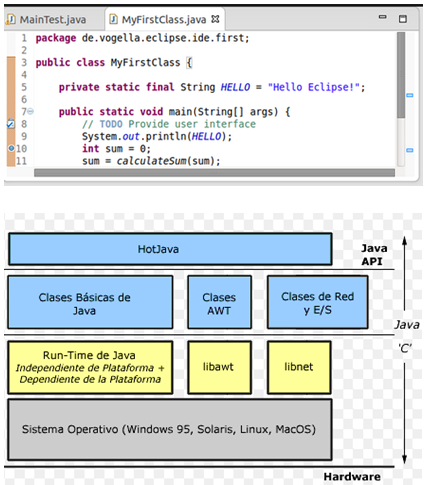 MainTest.java
MyFirstClass.java
1 package de.vogella.eclipse.ide.first;
2
3 public class MyFirstClass {
4
5 private static final String HELLO = "Hello Eclipse!";
6
7 public static void main(String[] args) {
8 // TODO Provide user interface
9 System.out.println(HELLO);
10 int sum = 0;
11 sum = calculateSum(sum);
HotJava
Java
API
Clases Básicas de
Java
Clases
AWT
Clases de Red
y E/S
Java
'C'
Run-Time de Java
Independiente de Plataforma +
Dependiente de la Plataforma
libawt
libnet
Sistema Operativo (Windows 95, Solaris, Linux, MacOS)
Hardware